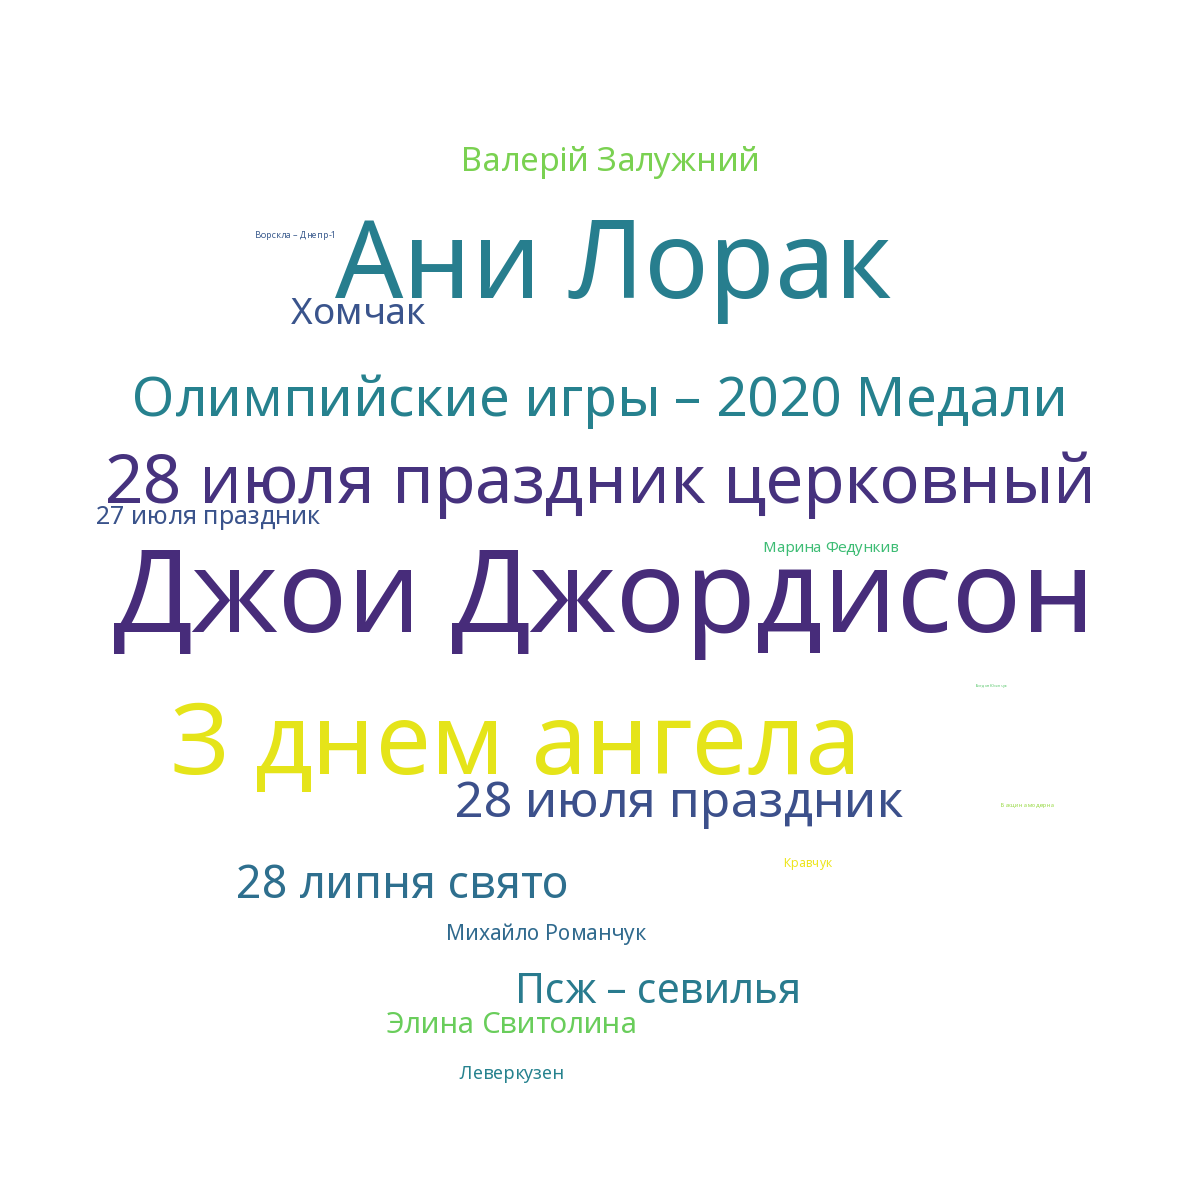 Валерій Залужний
Ворскла – Днепр-1
Ани Лорак
Хомчак
Олимпийские игры – 2020 Медали
28 июля праздник церковный
27 июля праздник
Марина Федункив
Джои Джордисон
З днем ангела
28 июля праздник
Кравчук
28 липня свято
Михайло Романчук
Псж – севилья
Элина Свитолина
Леверкузен